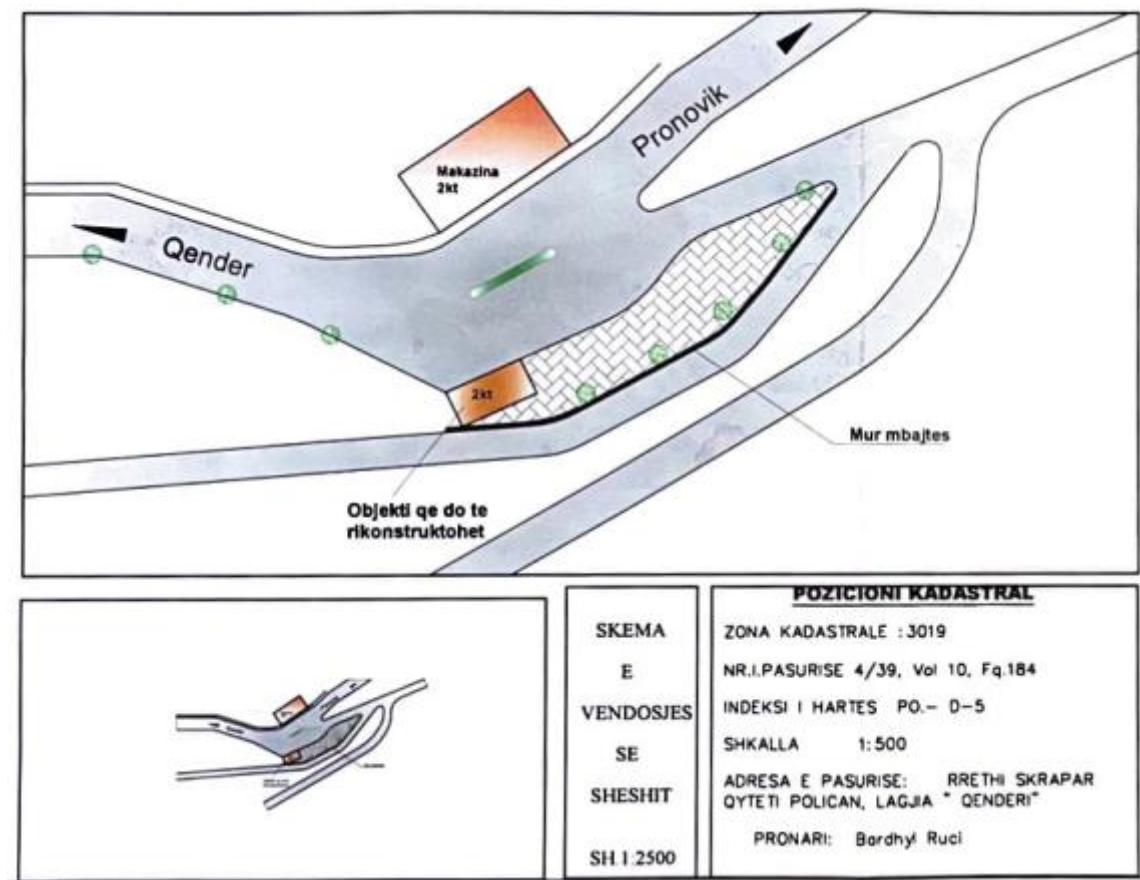 Pronovik
Makazina
2kt
Qender
2kt
Mur mbajtes
Objekti qe do te
rikonstruktohet
SKEMA
E
VENDOSJES
SE
SHESHIT
SH.1:2500
POZICIONI KADASTRAL
ZONA KADASTRALE : 3019
NR.I.PASURISE 4/39, Vol 10, Fq.184
INDEKSI I HARTES PO.- D-5
SHKALLA 1:500
ADRESA E PASURISE: RRETHI SKRAPAR
QYTETI POLICAN, LAGJIA " QENDERI"
PRONARI: Bardhyl Ruci